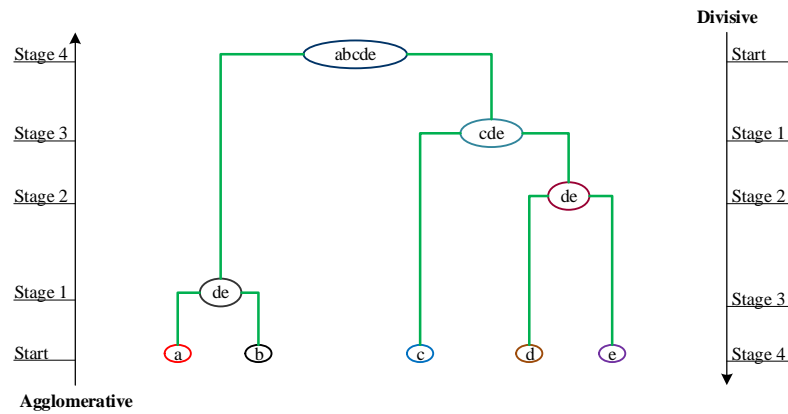 Divisive
Stage 4
abcde
Start
Stage 3
cde
Stage 1
Stage 2
de
Stage 2
Stage 1
de
Stage 3
Start
a
b
c
d
e
Stage 4
Agglomerative